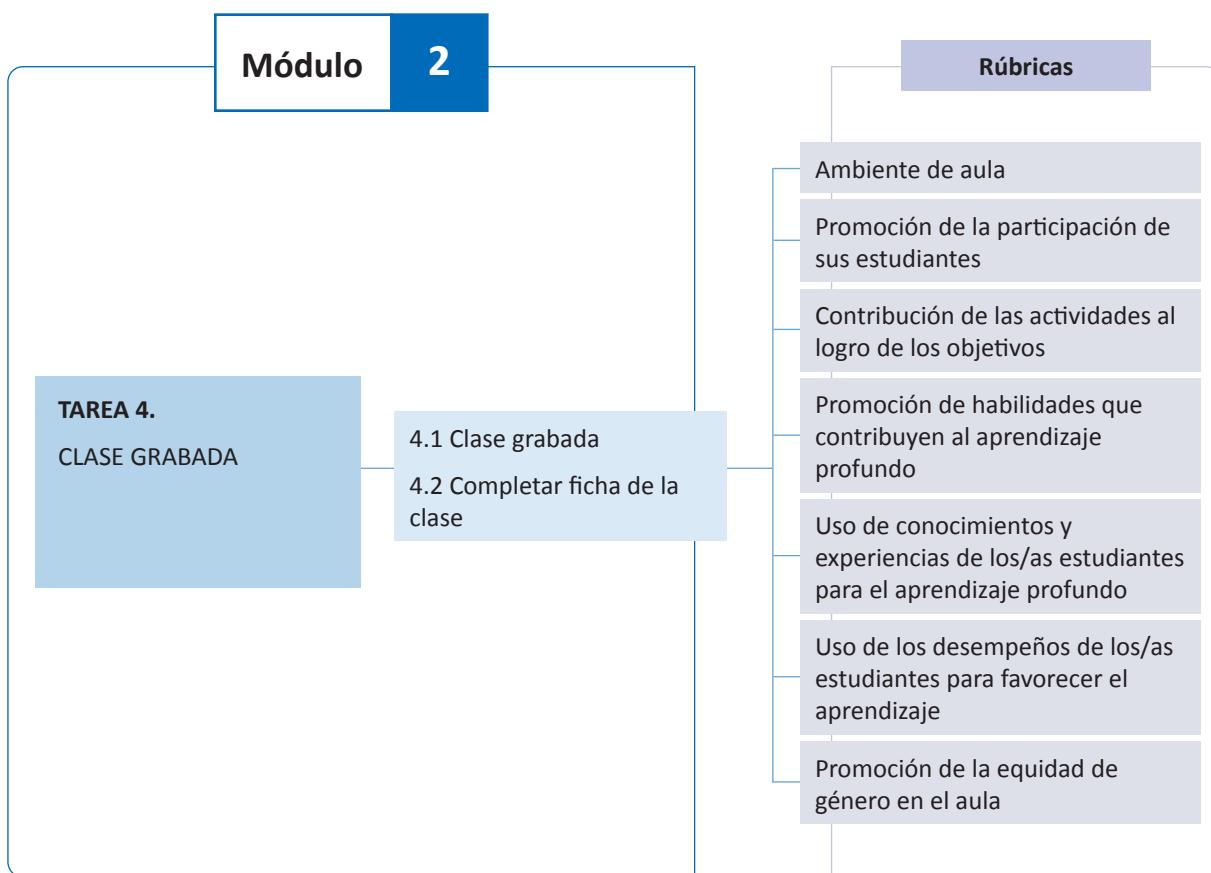 Módulo 2
Rúbricas
TAREA 4.
CLASE GRABADA
4.1 Clase grabada
4.2 Completar ficha de la
clase
Ambiente de aula
Promoción de la participación de
sus estudiantes
Contribución de las actividades al
logro de los objetivos
Promoción de habilidades que
contribuyen al aprendizaje
profundo
Uso de conocimientos y
experiencias de los/as estudiantes
para el aprendizaje profundo
Uso de los desempeños de los/as
estudiantes para favorecer el
aprendizaje
Promoción de la equidad de
género en el aula